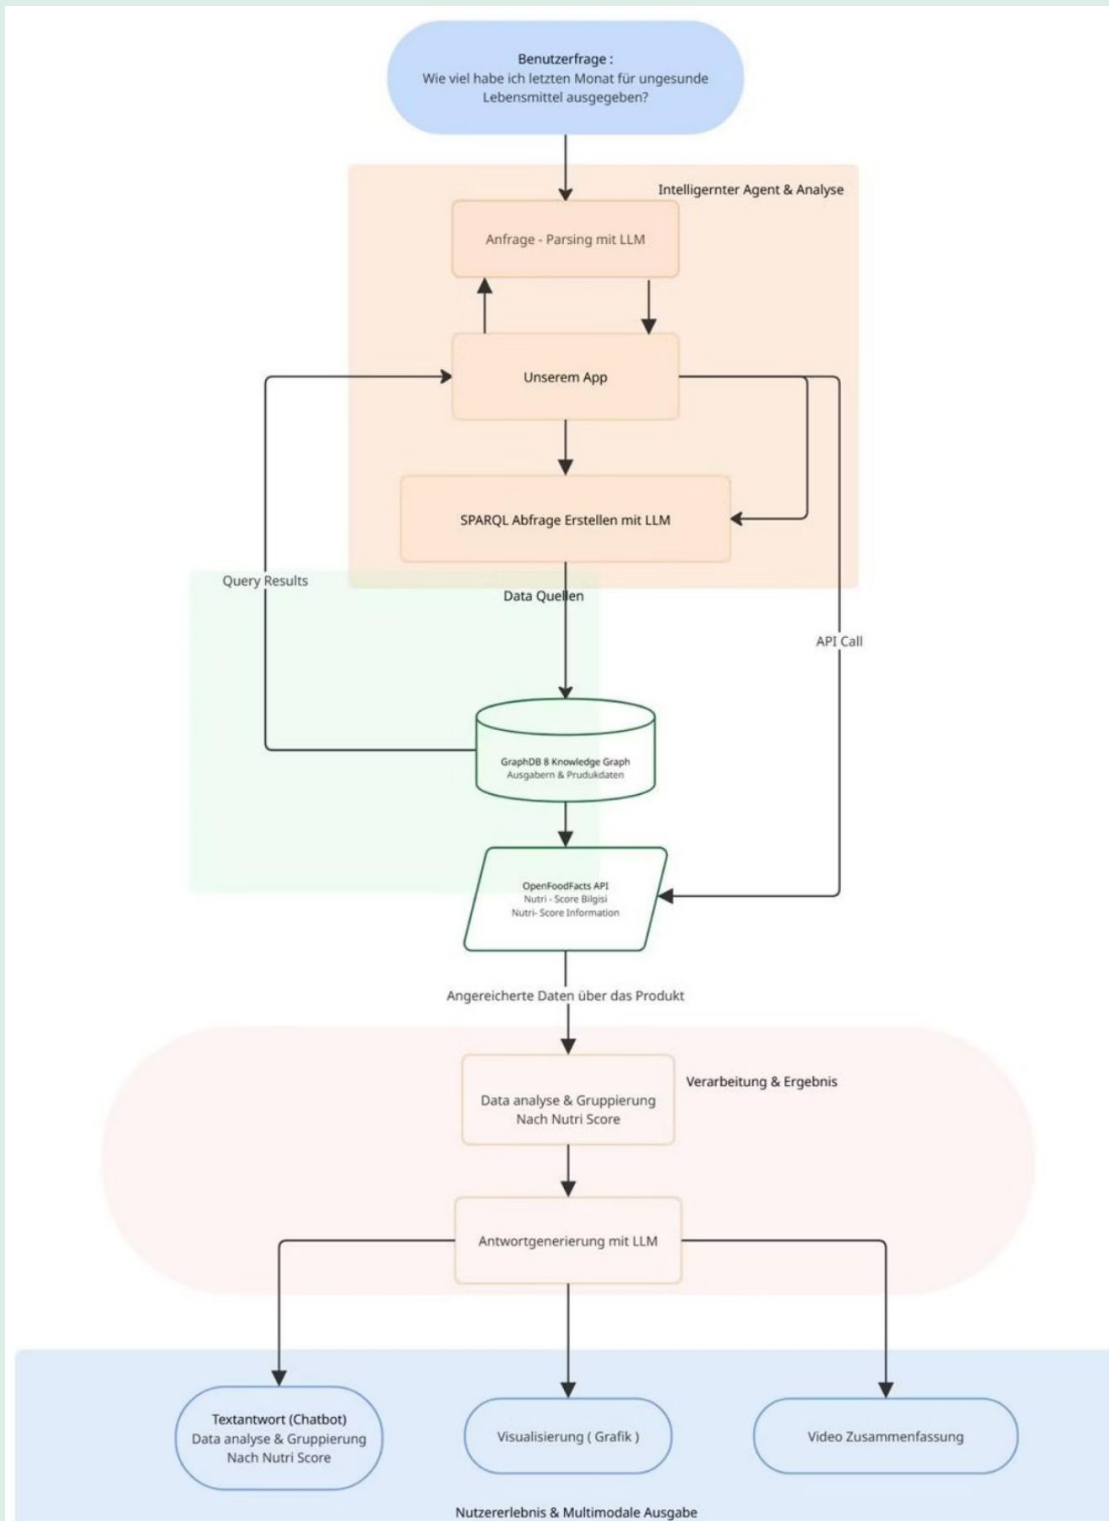 Benutzerfrage :
Wie viel habe ich letzten Monat für ungesunde
Lebensmittel ausgegeben?
Intelligernter Agent & Analyse
Anfrage - Parsing mit LLM
Unserem App
SPARQL Abfrage Erstellen mit LLM
Query Results
Data Quellen
API Call
GraphDB 8 Knowledge Graph
Ausgabern & Prudukdaten
OpenFoodFacts API
Nutri - Score Bilgisi
Nutri- Score Information
Angereicherte Daten über das Produkt
Verarbeitung & Ergebnis
Data analyse & Gruppierung
Nach Nutri Score
Antwortgenerierung mit LLM
Textantwort (Chatbot)
Data analyse & Gruppierung
Nach Nutri Score
Visualisierung ( Grafik )
Video Zusammenfassung
Nutzererlebnis & Multimodale Ausgabe